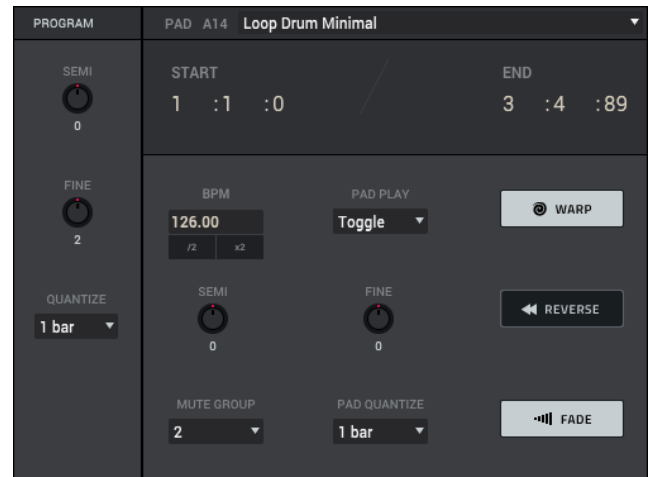 PROGRAM
PAD A14 Loop Drum Minimal
SEMI
0
START
1 :1 :0
END
3 :4 :89
FINE
2
BPM
126.00
/2 x2
PAD PLAY
Toggle
WARP
QUANTIZE
1 bar
SEMI
0
FINE
0
REVERSE
MUTE GROUP
2
PAD QUANTIZE
1 bar
FADE